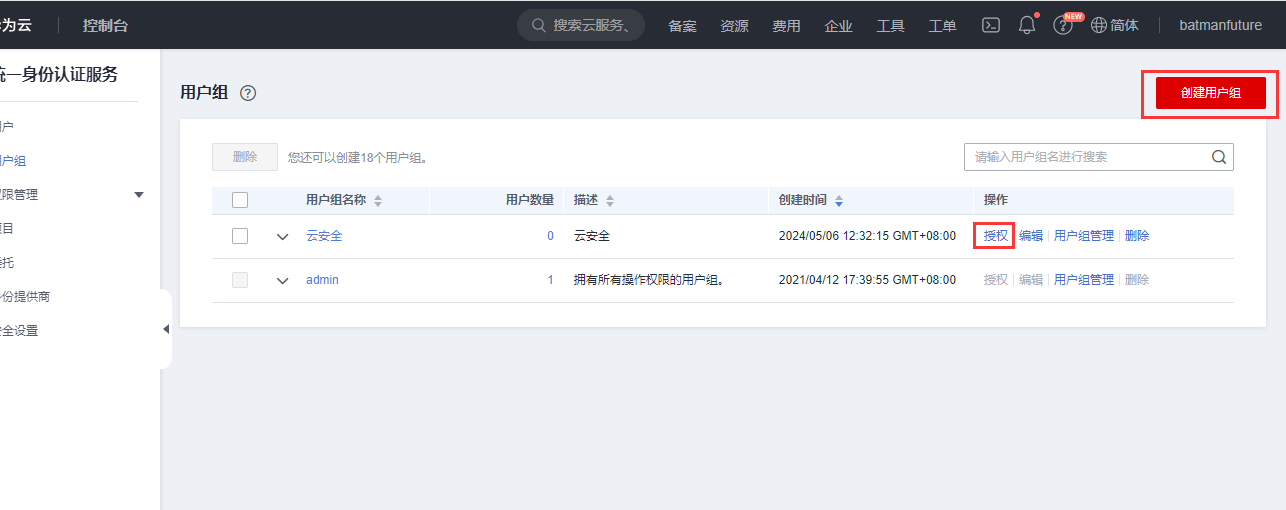 为云 控制台 搜索云服务、 备案 资源 费用 企业 工具 工单 NEW 简体 batmanfuture
一身份认证服务
户
户组
限管理
目
托
份提供商
全设置
用户组 ?
创建用户组
删除 您还可以创建18个用户组。
请输入用户组名进行搜索
用户组名称 用户数量 描述 创建时间 操作
云安全 0 云安全 2024/05/06 12:32:15 GMT+08:00 授权 编辑 用户组管理 删除
admin 1 拥有所有操作权限的用户组。 2021/04/12 17:39:55 GMT+08:00 授权 编辑 用户组管理 删除